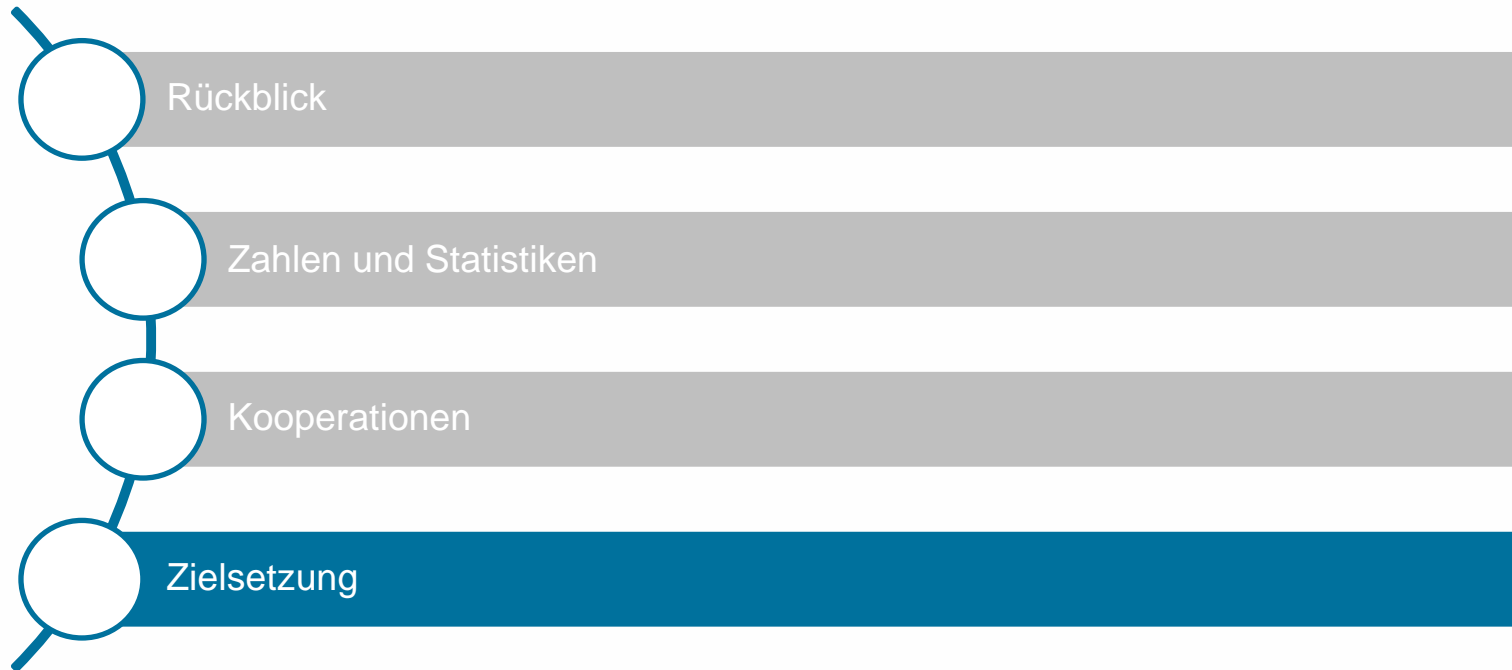 Rückblick
Zahlen und Statistiken
Kooperationen
Zielsetzung